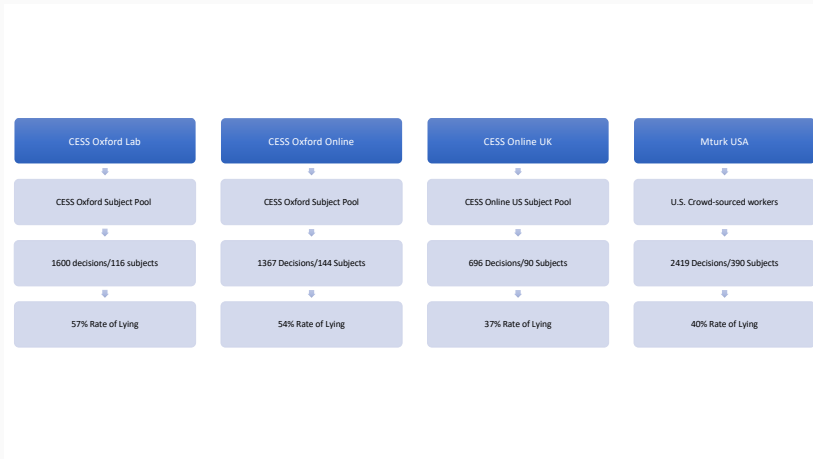 CESS Oxford Lab
CESS Oxford Subject Pool
1600 decisions/116 subjects
57% Rate of Lying
CESS Oxford Online
CESS Oxford Subject Pool
1367 Decisions/144 Subjects
54% Rate of Lying
CESS Online UK
CESS Online US Subject Pool
696 Decisions/90 Subjects
37% Rate of Lying
Mturk USA
U.S. Crowd-sourced workers
2419 Decisions/390 Subjects
40% Rate of Lying